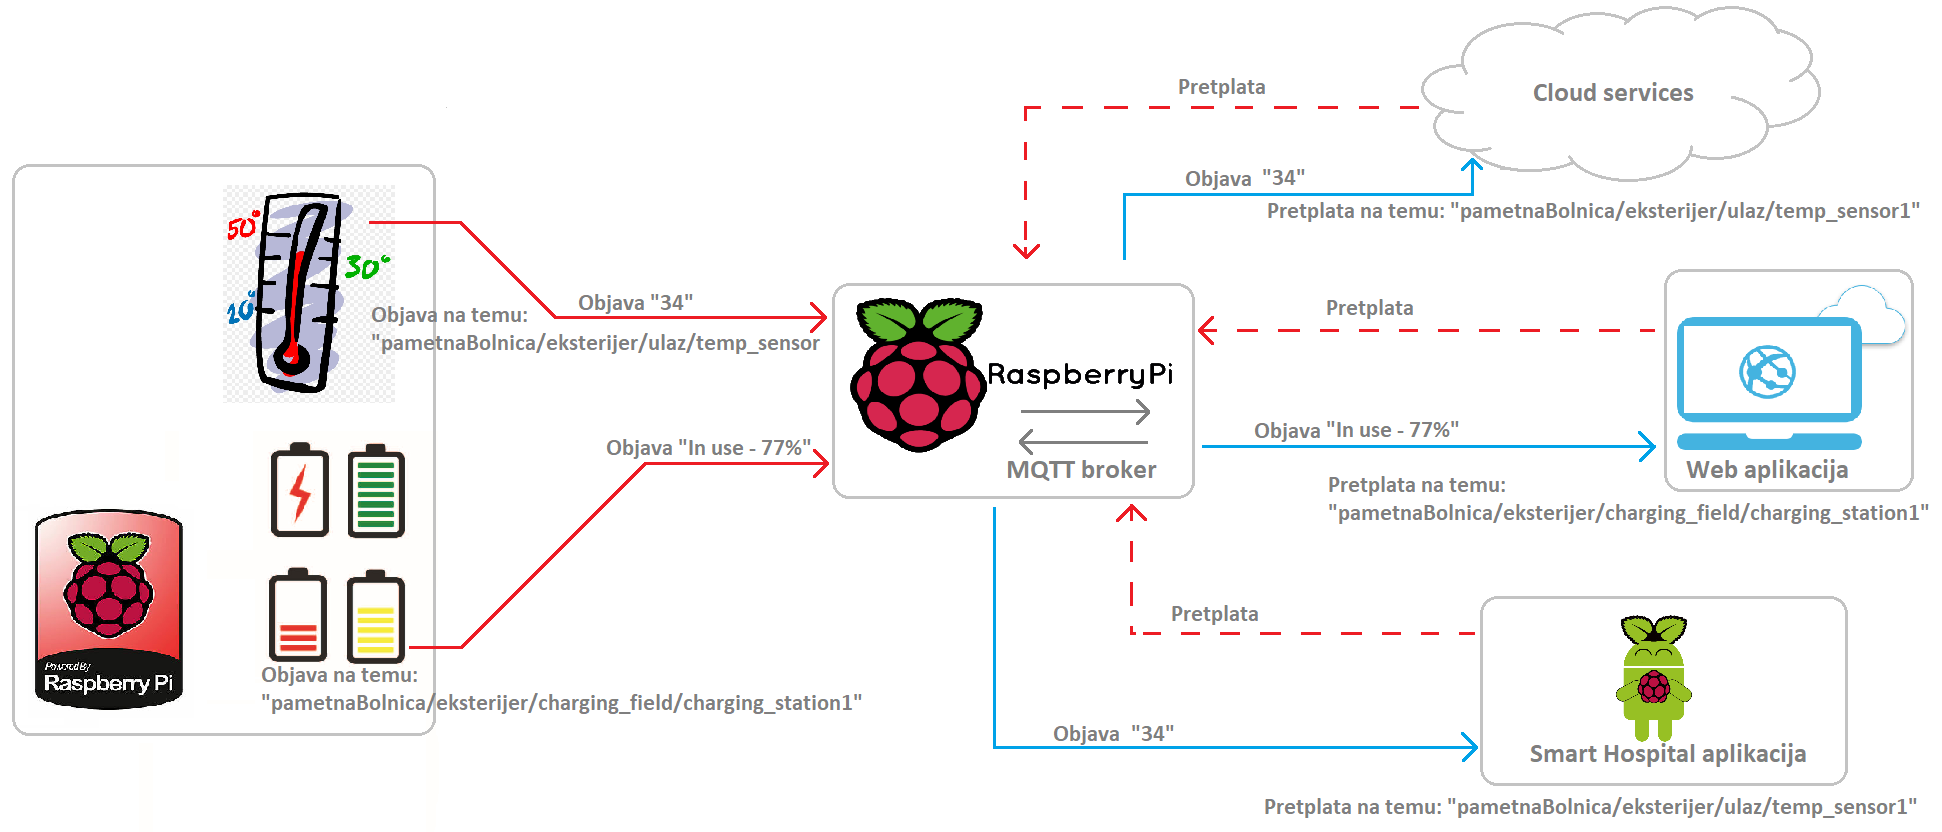 Pretplata
Cloud services
Objava "34"
Pretplata na temu: "pametnaBolnica/eksterijer/ulaz/temp_sensor1"
50°
30°
20°
Objava "34"
Objava na temu:
"pametnaBolnica/eksterijer/ulaz/temp_sensor
RaspberryPi
MQTT broker
Pretplata
Objava "In use - 77%"
Web aplikacija
Pretplata na temu:
"pametnaBolnica/eksterijer/charging_field/charging_station1"
Objava "In use - 77%"
Powered By
Raspberry Pi
Objava na temu:
"pametnaBolnica/eksterijer/charging_field/charging_station1"
Pretplata
Objava "34"
Smart Hospital aplikacija
Pretplata na temu: "pametnaBolnica/eksterijer/ulaz/temp_sensor1"